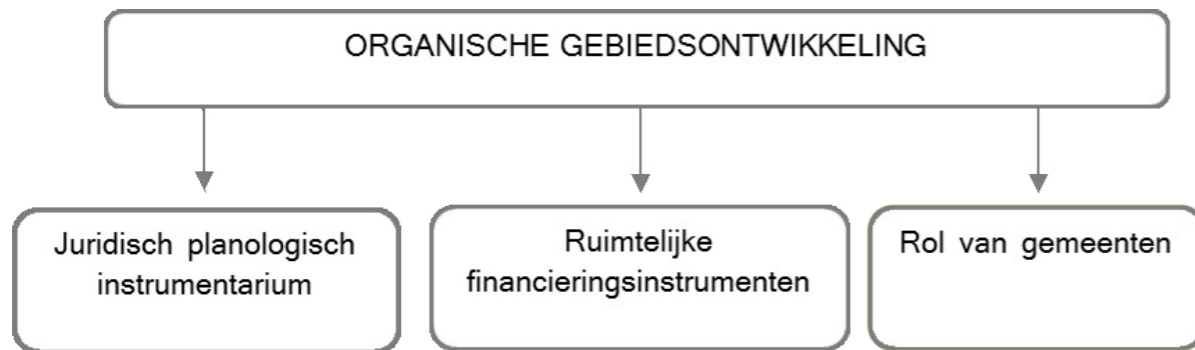 ORGANISCHE GEBIEDSONTWIKKELING
Juridisch planologisch
instrumentarium
Ruimtelijke
financieringsinstrumenten
Rol van gemeenten